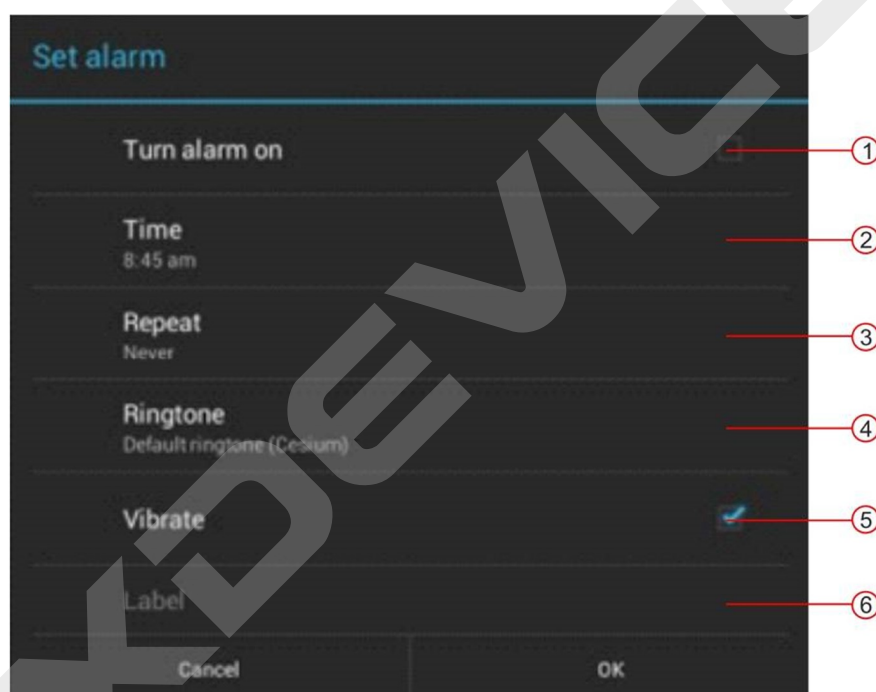 Set alarm
Turn alarm on ①
Time
8:45 am ②
Repeat
Never ③
Ringtone
Default ringtone (Cesium) ④
Vibrate ⑤
Label ⑥
Cancel OK
XDEVICE